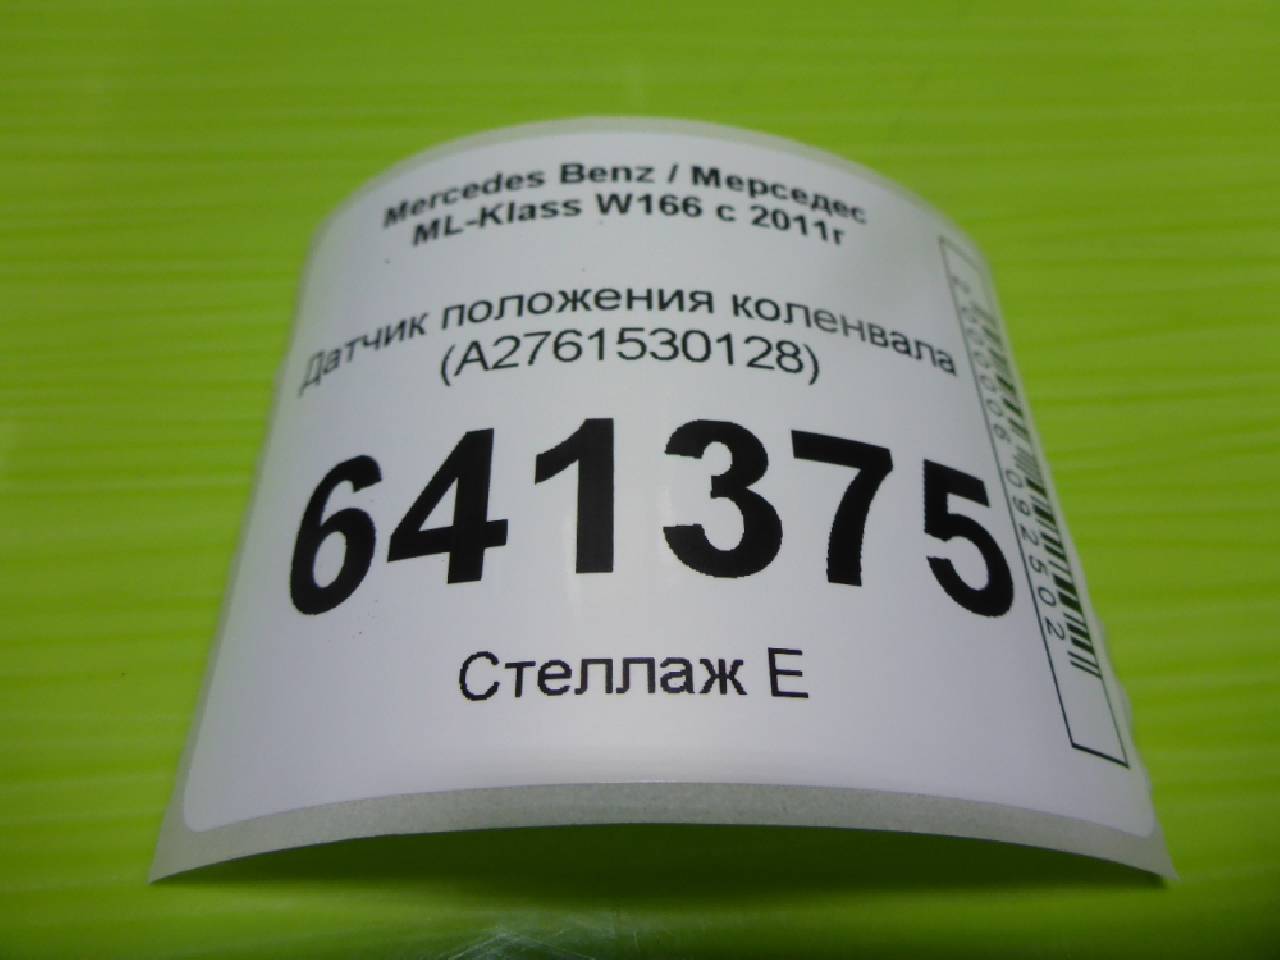 Mercedes Benz / Мерседес
ML-Klass W166 с 2011г
Датчик положения коленвала
(A2761530128)
641375
Стеллаж Е